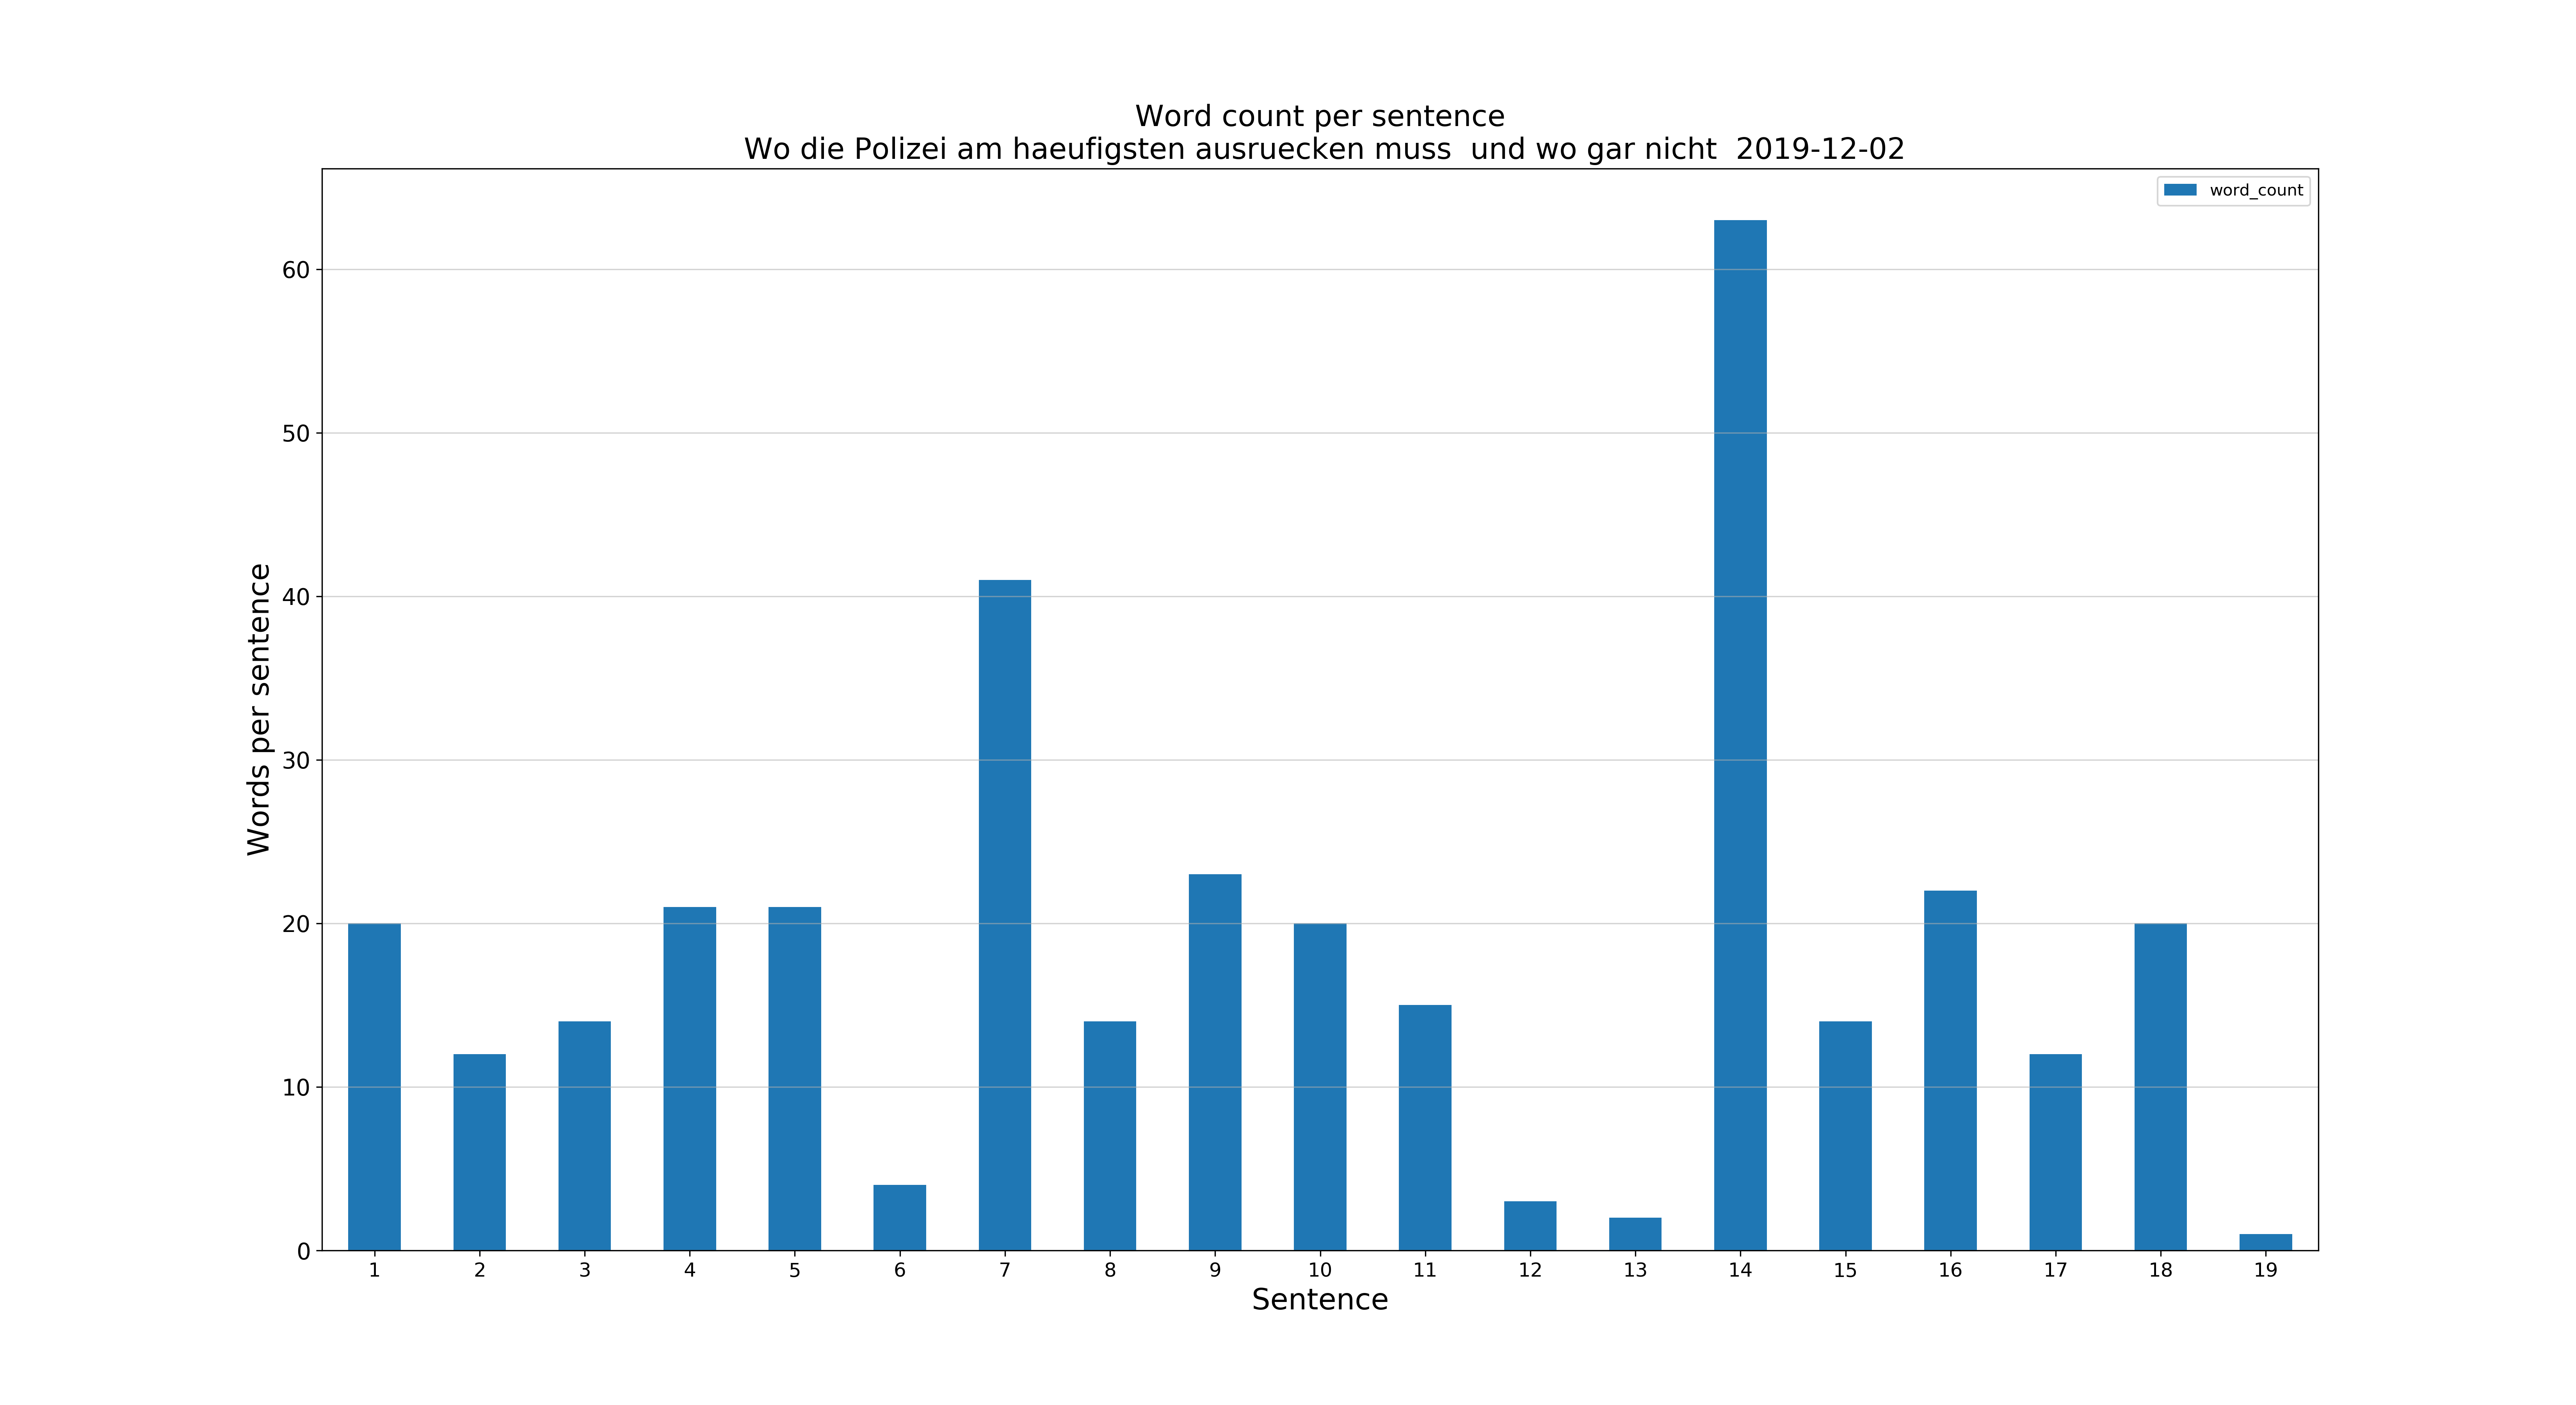 Word count per sentence
Wo die Polizei am haeufigsten ausruecken muss  und wo gar nicht  2019-12-02
word_count
60
50
40
30
20
10
0
Words per sentence
1 2 3 4 5 6 7 8 9 10 11 12 13 14 15 16 17 18 19
Sentence